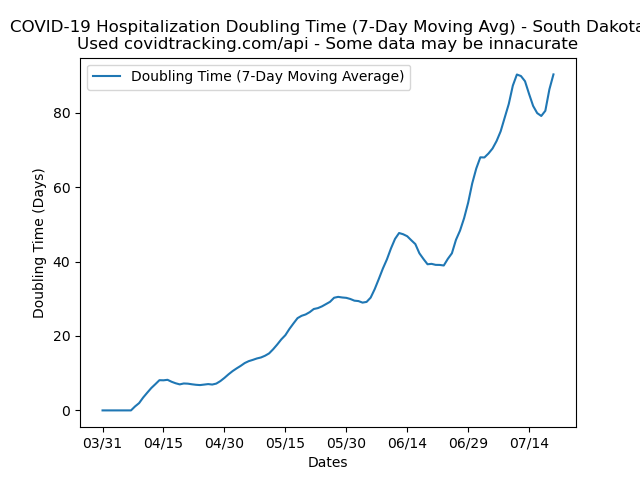 COVID-19 Hospitalization Doubling Time (7-Day Moving Avg) - South Dakota
Used covidtracking.com/api - Some data may be innacurate
Doubling Time (7-Day Moving Average)
80
60
40
20
0
Doubling Time (Days)
03/31 04/15 04/30 05/15 05/30 06/14 06/29 07/14
Dates